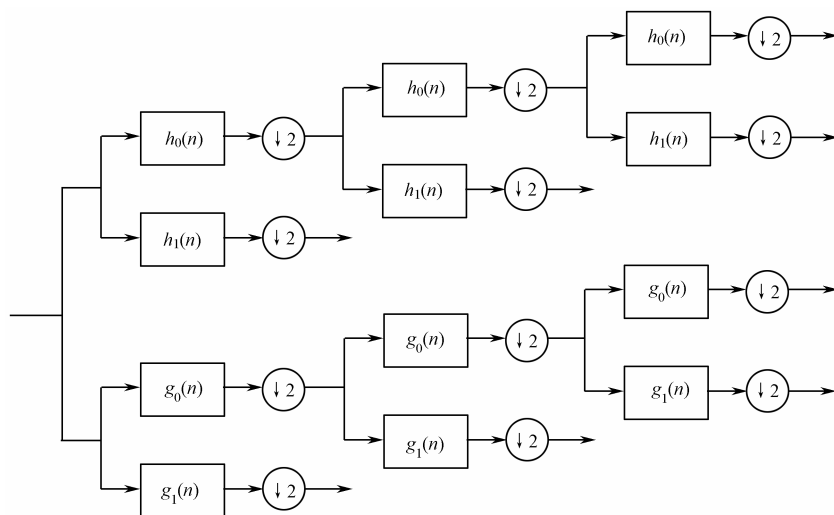 h₀(n) ↓ 2
h₀(n) ↓ 2
h₀(n) ↓ 2
h₁(n) ↓ 2
h₁(n) ↓ 2
h₁(n) ↓ 2
g₀(n) ↓ 2
g₀(n) ↓ 2
g₀(n) ↓ 2
g₁(n) ↓ 2
g₁(n) ↓ 2
g₁(n) ↓ 2